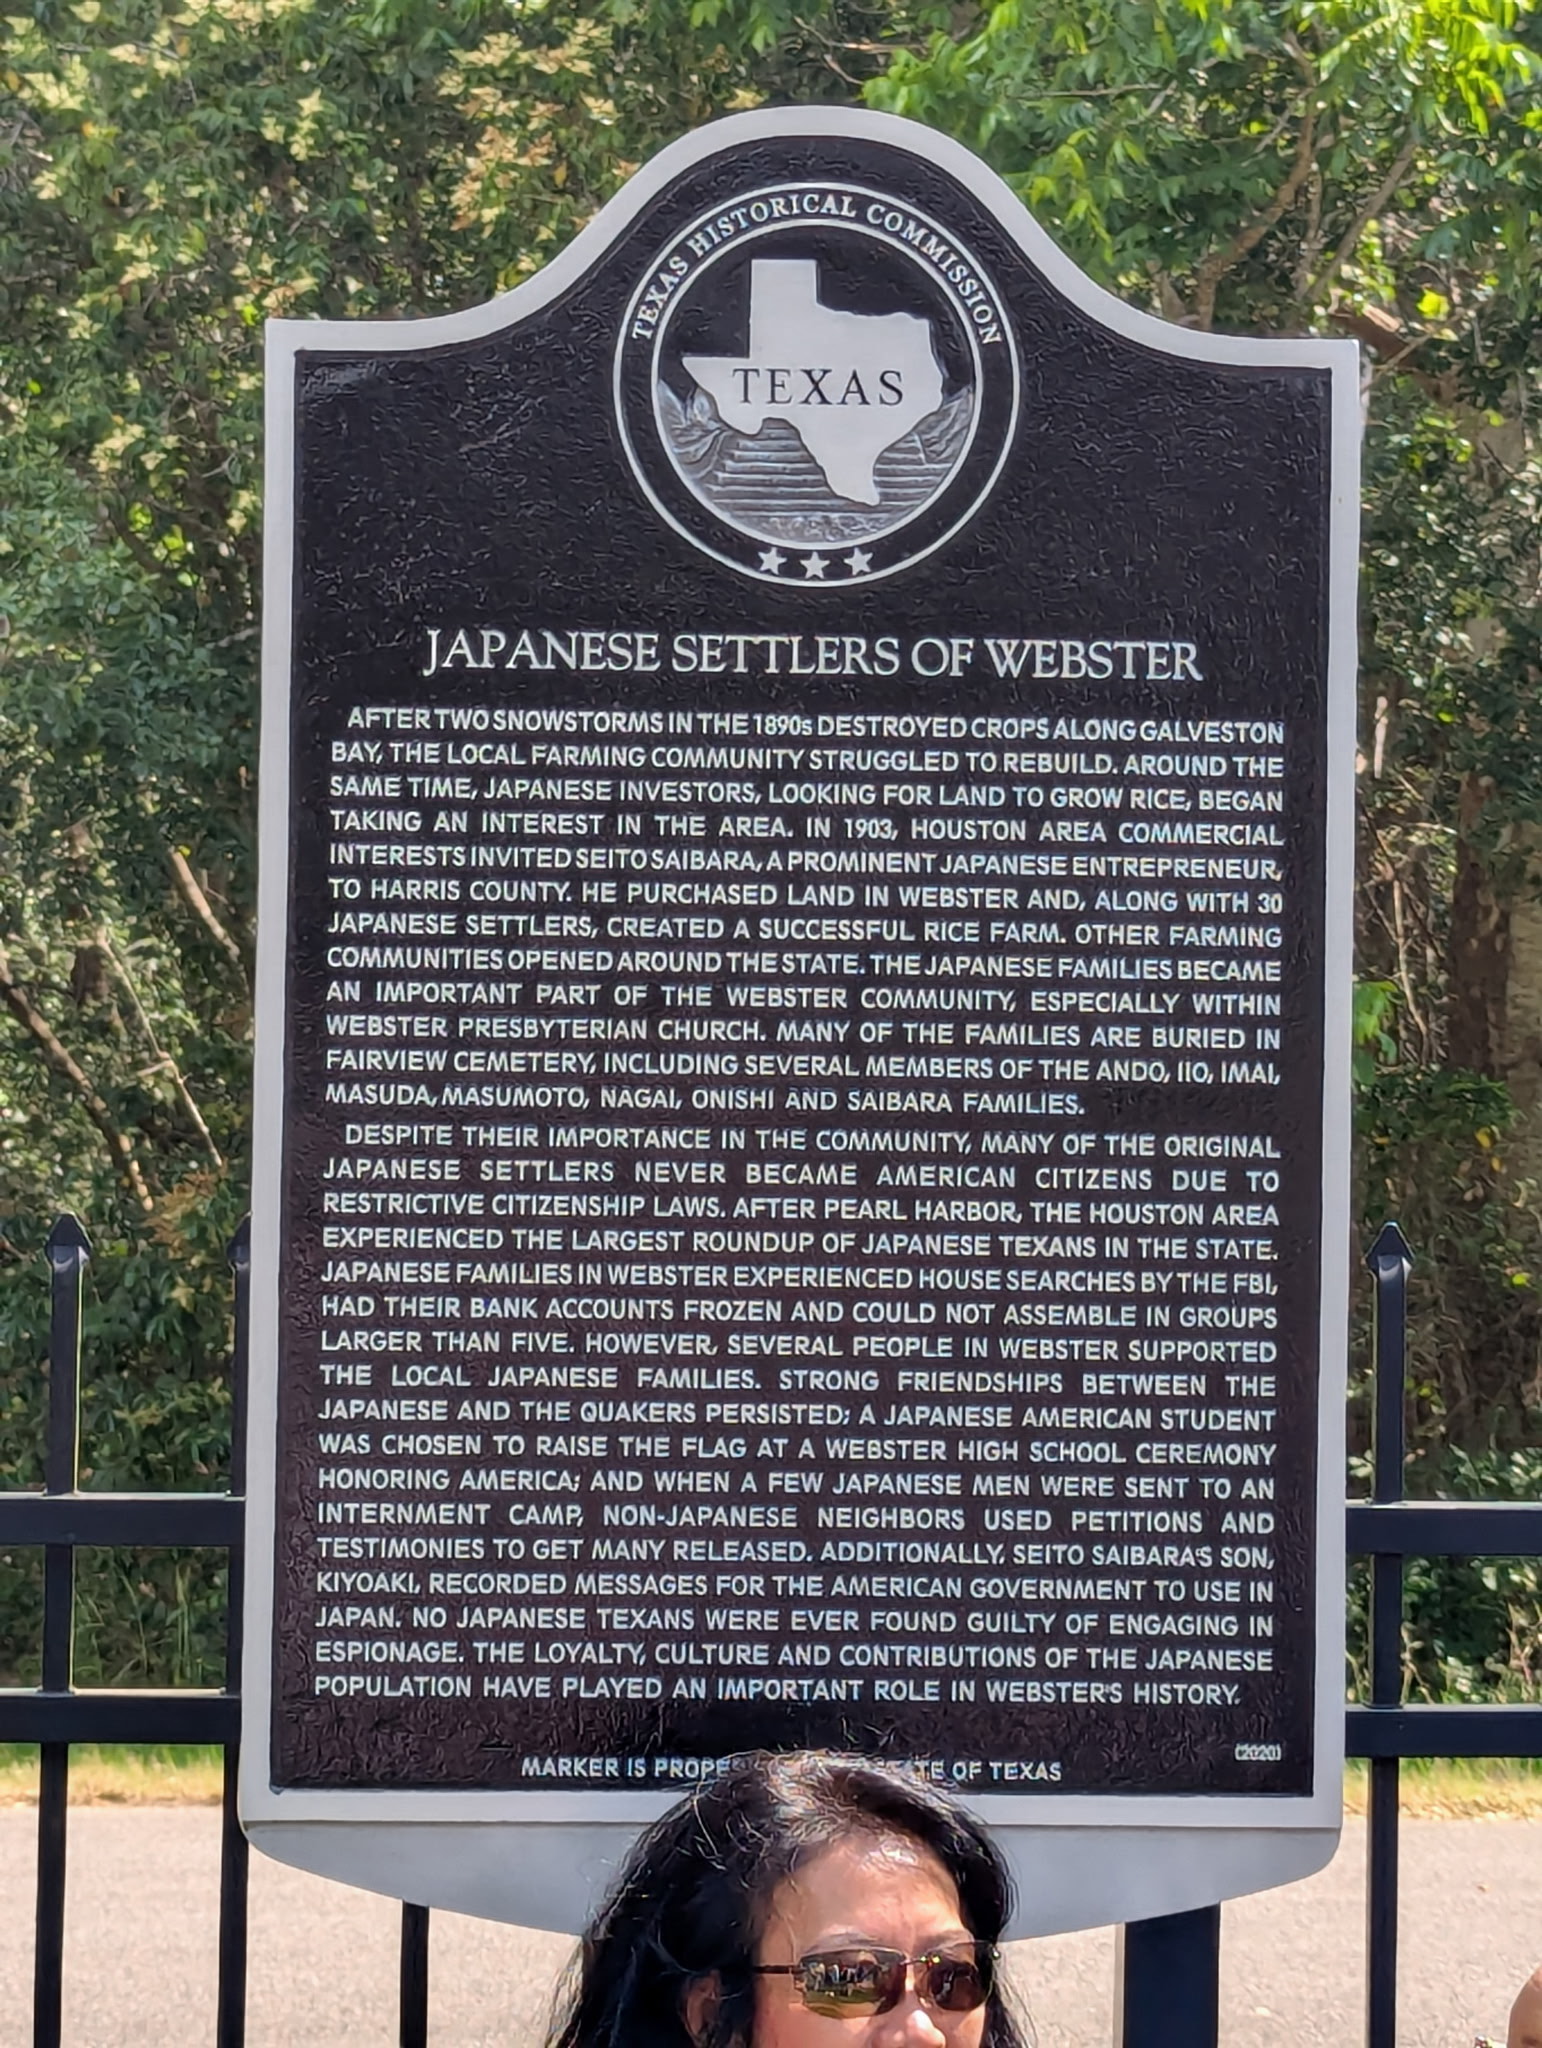 TEXAS HISTORICAL COMMISSION
TEXAS
JAPANESE SETTLERS OF WEBSTER
AFTER TWO SNOWSTORMS IN THE 1890s DESTROYED CROPS ALONG GALVESTON
BAY, THE LOCAL FARMING COMMUNITY STRUGGLED TO REBUILD. AROUND THE
SAME TIME, JAPANESE INVESTORS, LOOKING FOR LAND TO GROW RICE, BEGAN
TAKING AN INTEREST IN THE AREA. IN 1903, HOUSTON AREA COMMERCIAL
INTERESTS INVITED SEITO SAIBARA, A PROMINENT JAPANESE ENTREPRENEUR,
TO HARRIS COUNTY. HE PURCHASED LAND IN WEBSTER AND, ALONG WITH 30
JAPANESE SETTLERS, CREATED A SUCCESSFUL RICE FARM. OTHER FARMING
COMMUNITIES OPENED AROUND THE STATE. THE JAPANESE FAMILIES BECAME
AN IMPORTANT PART OF THE WEBSTER COMMUNITY, ESPECIALLY WITHIN
WEBSTER PRESBYTERIAN CHURCH. MANY OF THE FAMILIES ARE BURIED IN
FAIRVIEW CEMETERY, INCLUDING SEVERAL MEMBERS OF THE ANDO, IIO, IMAI,
MASUDA, MASUMOTO, NAGAI, ONISHI AND SAIBARA FAMILIES.
DESPITE THEIR IMPORTANCE IN THE COMMUNITY, MANY OF THE ORIGINAL
JAPANESE SETTLERS NEVER BECAME AMERICAN CITIZENS DUE TO
RESTRICTIVE CITIZENSHIP LAWS. AFTER PEARL HARBOR, THE HOUSTON AREA
EXPERIENCED THE LARGEST ROUNDUP OF JAPANESE TEXANS IN THE STATE.
JAPANESE FAMILIES IN WEBSTER EXPERIENCED HOUSE SEARCHES BY THE FBI,
HAD THEIR BANK ACCOUNTS FROZEN AND COULD NOT ASSEMBLE IN GROUPS
LARGER THAN FIVE. HOWEVER, SEVERAL PEOPLE IN WEBSTER SUPPORTED
THE LOCAL JAPANESE FAMILIES. STRONG FRIENDSHIPS BETWEEN THE
JAPANESE AND THE QUAKERS PERSISTED; A JAPANESE AMERICAN STUDENT
WAS CHOSEN TO RAISE THE FLAG AT A WEBSTER HIGH SCHOOL CEREMONY
HONORING AMERICA; AND WHEN A FEW JAPANESE MEN WERE SENT TO AN
INTERNMENT CAMP, NON-JAPANESE NEIGHBORS USED PETITIONS AND
TESTIMONIES TO GET MANY RELEASED. ADDITIONALLY, SEITO SAIBARA'S SON,
KIYOAKI, RECORDED MESSAGES FOR THE AMERICAN GOVERNMENT TO USE IN
JAPAN. NO JAPANESE TEXANS WERE EVER FOUND GUILTY OF ENGAGING IN
ESPIONAGE. THE LOYALTY, CULTURE AND CONTRIBUTIONS OF THE JAPANESE
POPULATION HAVE PLAYED AN IMPORTANT ROLE IN WEBSTER'S HISTORY.
(2020)
MARKER IS OF TEXAS